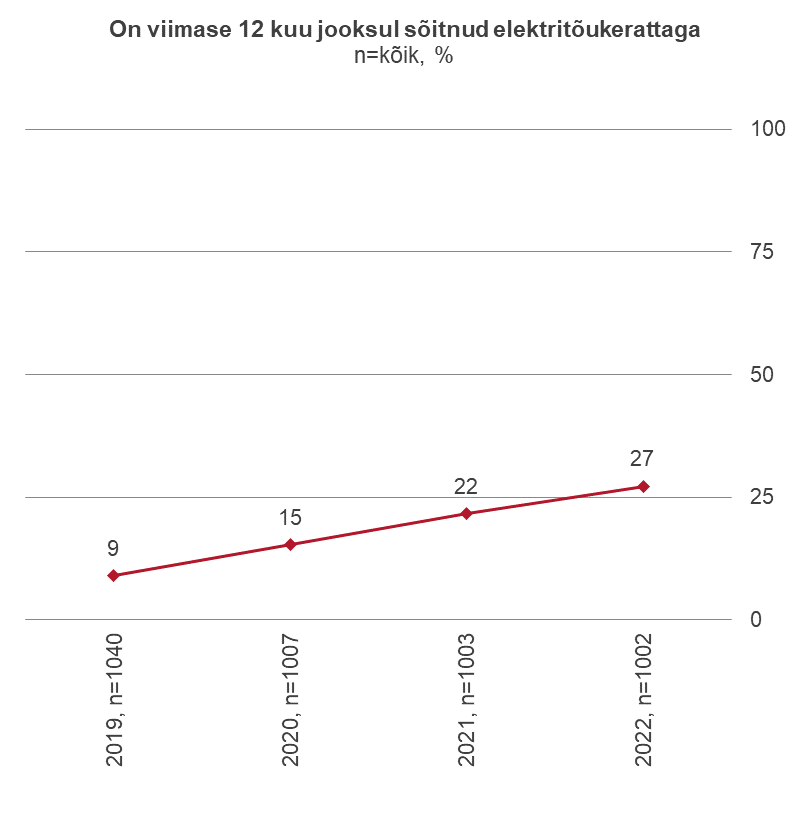 On viimase 12 kuu jooksul sõitnud elektritõukerattaga
n=kõik, %
100
75
50
25
0
9
15
22
27
2019, n=1040
2020, n=1007
2021, n=1003
2022, n=1002